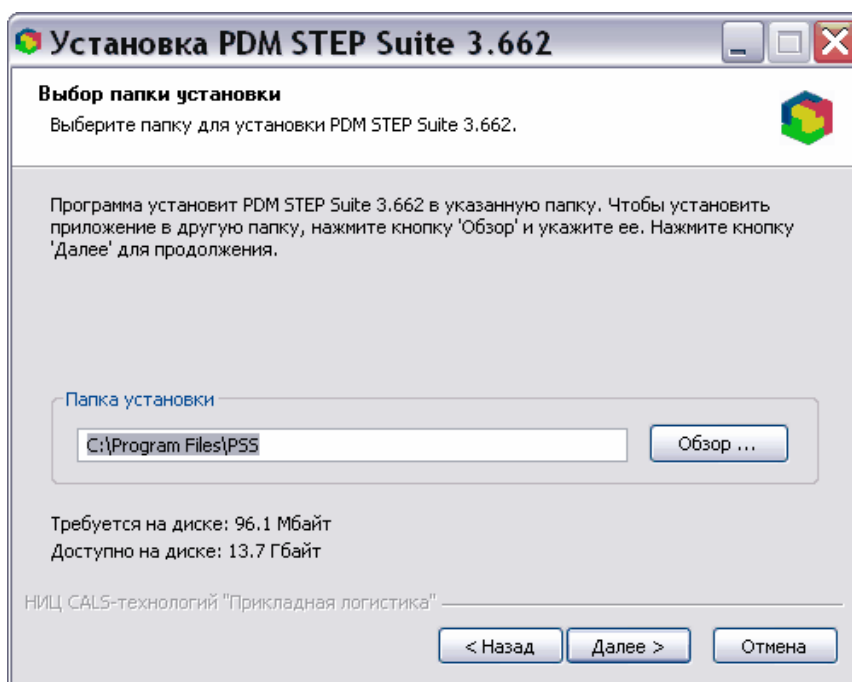 Установка PDM STEP Suite 3.662
Выбор папки установки
Выберите папку для установки PDM STEP Suite 3.662.
Программа установит PDM STEP Suite 3.662 в указанную папку. Чтобы установить
приложение в другую папку, нажмите кнопку 'Обзор' и укажите ее. Нажмите кнопку
'Далее' для продолжения.
Папка установки
C:\Program Files\PSS
Обзор ...
Требуется на диске: 96.1 Мбайт
Доступно на диске: 13.7 Гбайт
НИЦ CALS-технологий "Прикладная логистика"
< Назад
Далее >
Отмена